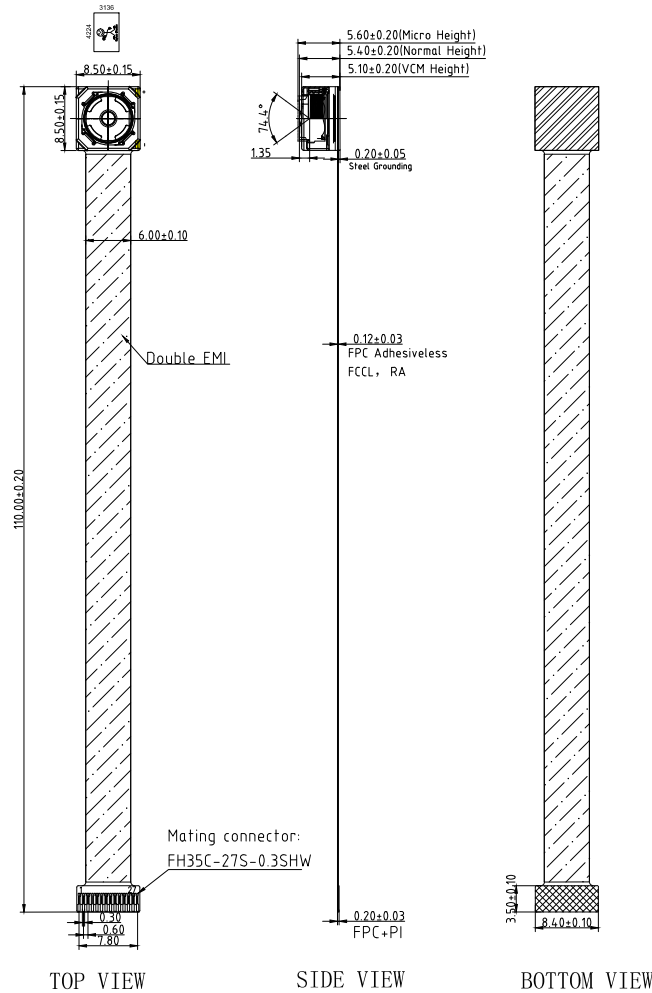 3136
4224
8.50±0.15
8.50±0.15
110.00±0.20
6.00±0.10
Double EMI
Mating connector:
FH35C-27S-0.3SHW
27
0.30
0.60
7.80
TOP VIEW
5.60±0.20(Micro Height)
5.40±0.20(Normal Height)
5.10±0.20(VCM Height)
74.4°
1.35
0.20±0.05
Steel Grounding
0.12±0.03
FPC Adhesiveless
FCCL, RA
0.20±0.03
FPC+PI
SIDE VIEW
3.50±0.10
8.40±0.10
BOTTOM VIEW